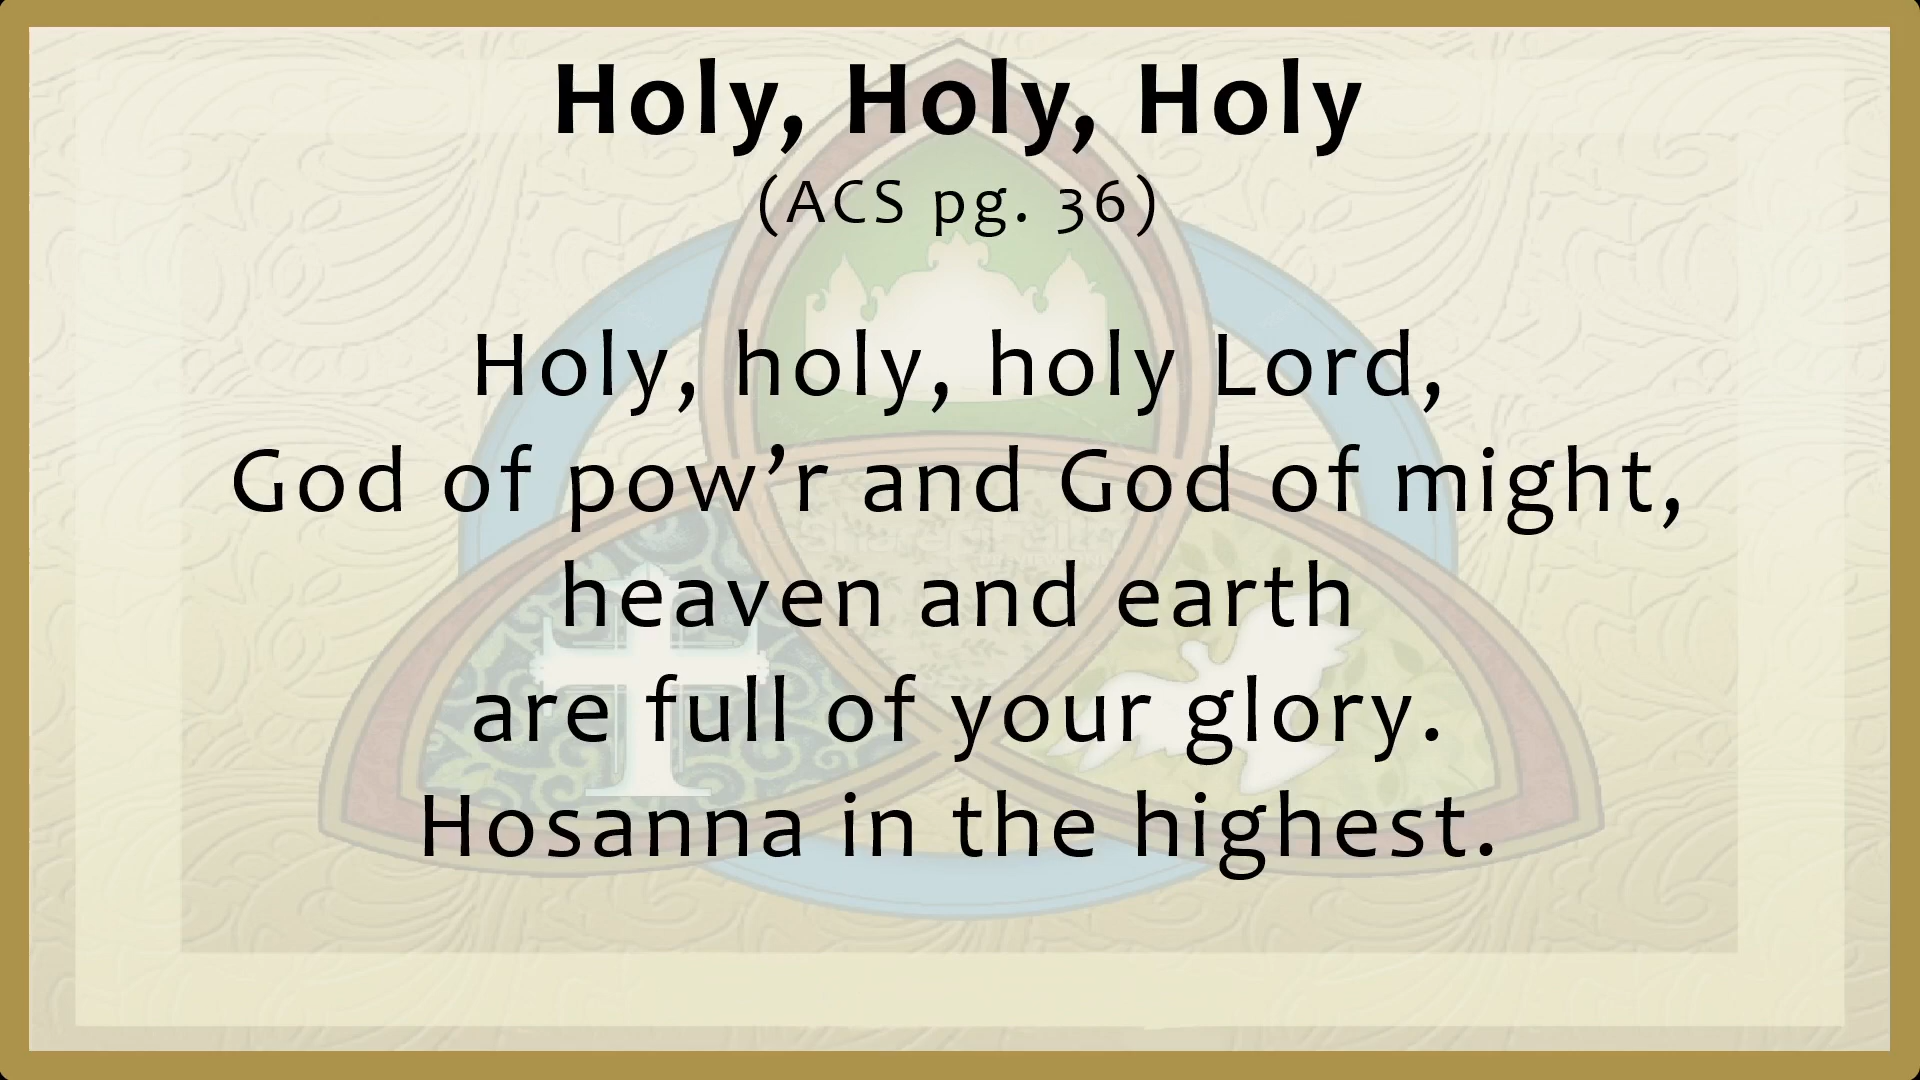 Holy, Holy, Holy
(ACS pg. 36)
Holy, holy, holy Lord,
God of pow’r and God of might,
heaven and earth
are full of your glory.
Hosanna in the highest.